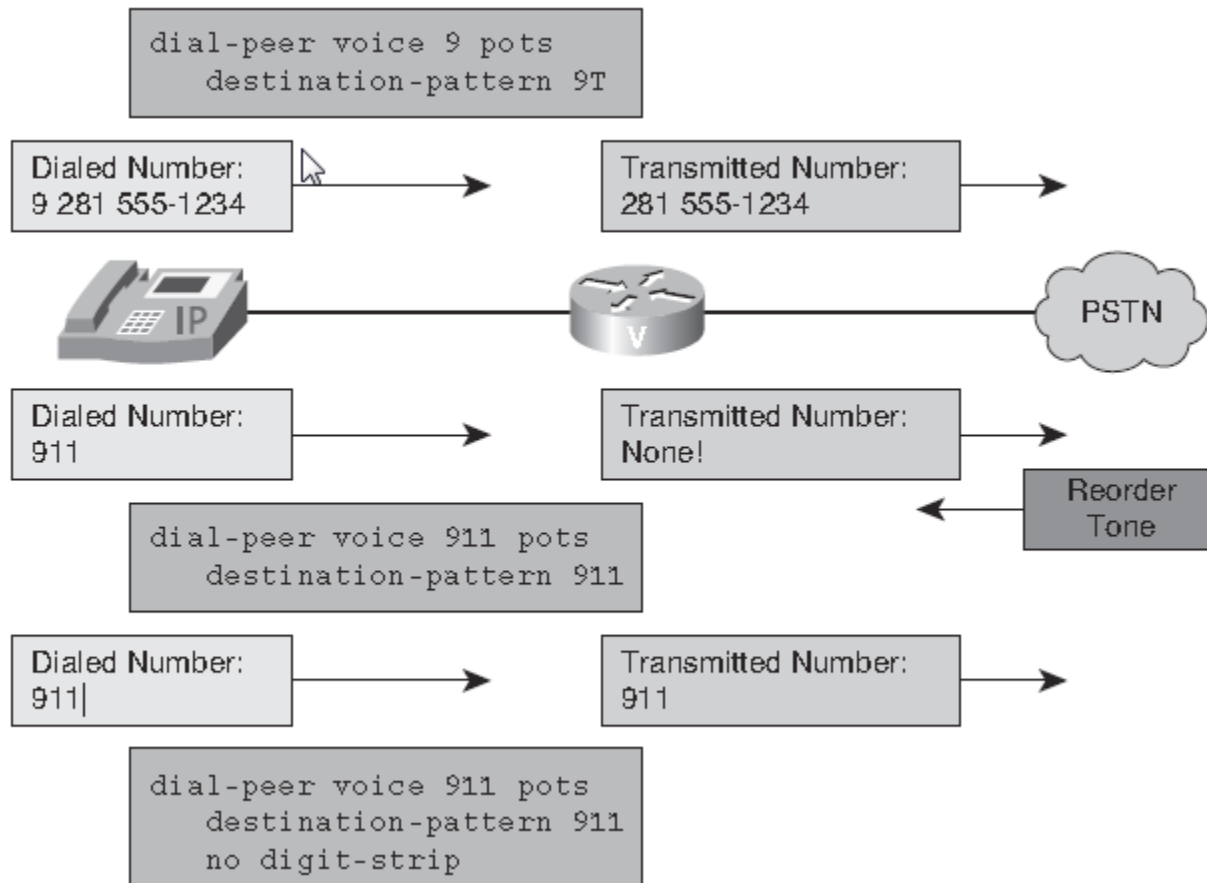 dial-peer voice 9 pots
destination-pattern 9T
Dialed Number:
9 281 555-1234
Transmitted Number:
281 555-1234
IP
V
PSTN
Dialed Number:
911
Transmitted Number:
None!
Reorder
Tone
dial-peer voice 911 pots
destination-pattern 911
Dialed Number:
911
Transmitted Number:
911
dial-peer voice 911 pots
destination-pattern 911
no digit-strip